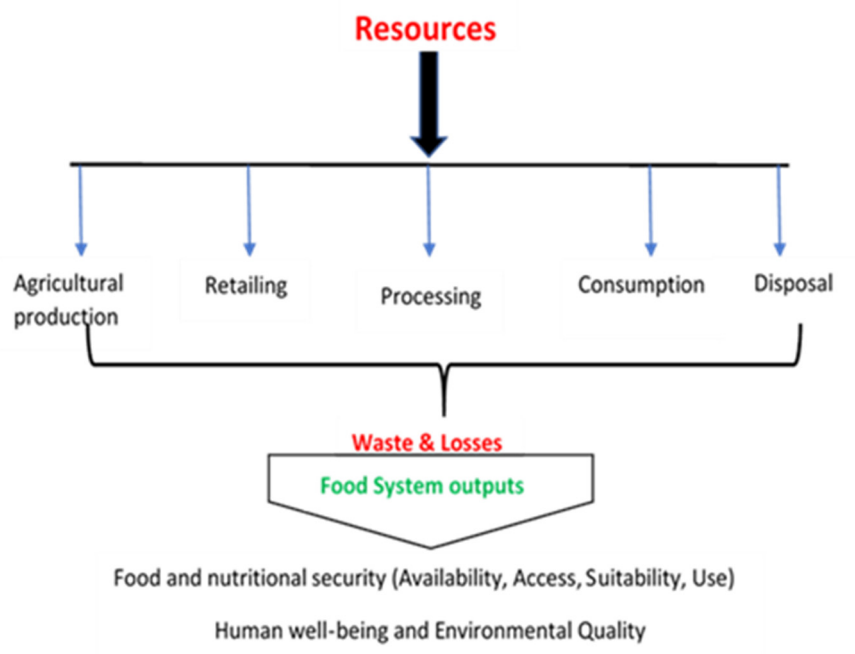 Resources
Agricultural
production
Retailing
Processing
Consumption
Disposal
Waste & Losses
Food System outputs
Food and nutritional security (Availability, Access, Suitability, Use)
Human well-being and Environmental Quality